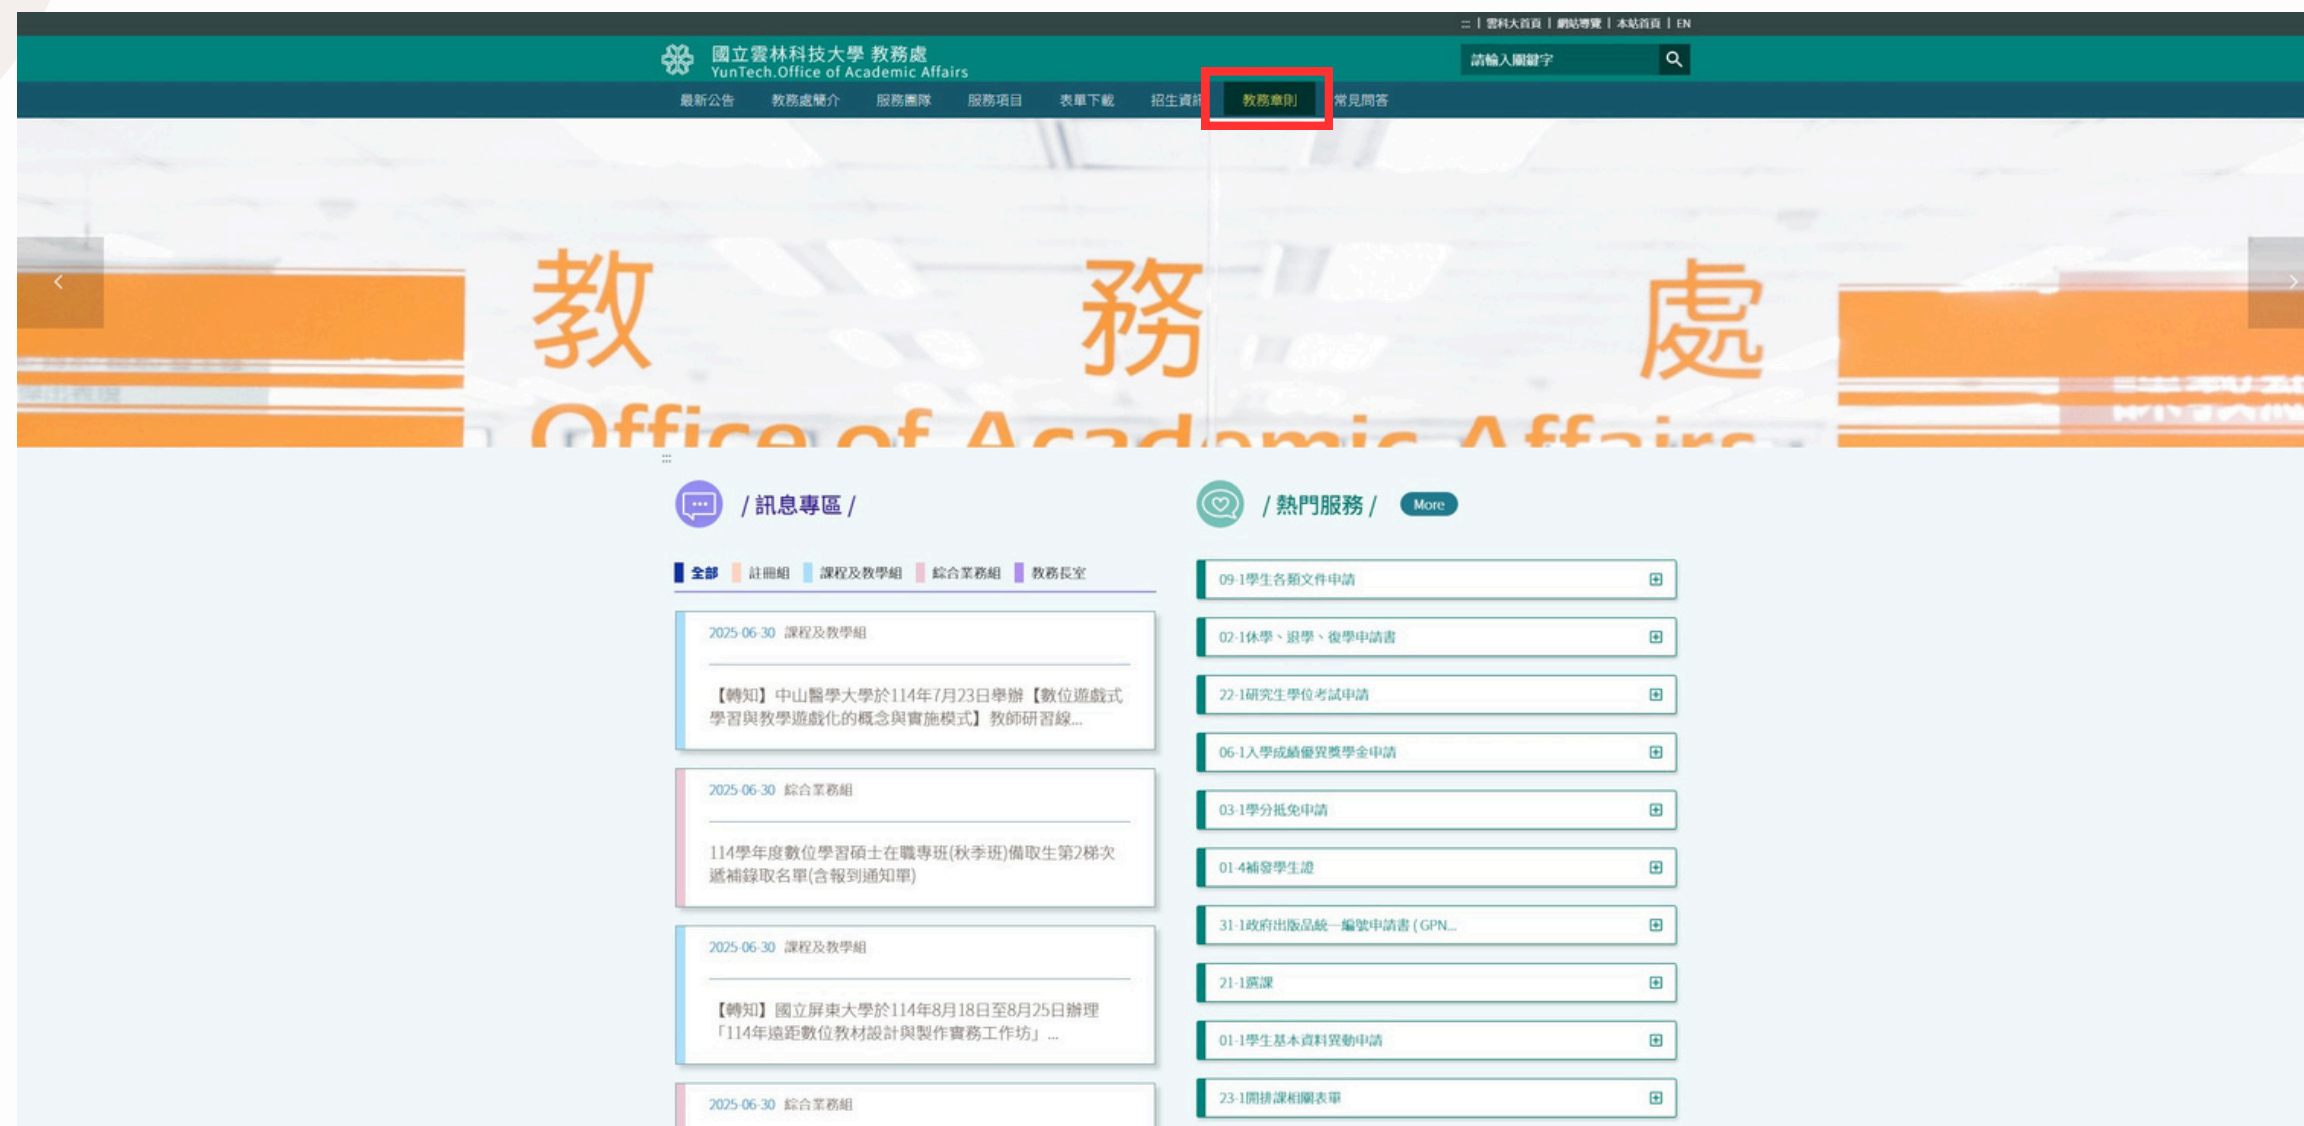 ::: | 雲科大首頁 | 網站導覽 | 本站首頁 | EN
國立雲林科技大學 教務處
YunTech.Office of Academic Affairs
請輸入關鍵字
最新公告 教務處簡介 服務團隊 服務項目 表單下載 招生資訊 教務章則 常見問答
教務處
Office of Academic Affairs
:::
/ 訊息專區 /
全部 註冊組 課程及教學組 綜合業務組 教務長室
2025-06-30 課程及教學組
【轉知】中山醫學大學於114年7月23日舉辦【數位遊戲式
學習與教學遊戲化的概念與實施模式】教師研習線...
2025-06-30 綜合業務組
114學年度數位學習碩士在職專班(秋季班)備取生第2梯次
遞補錄取名單(含報到通知單)
2025-06-30 課程及教學組
【轉知】國立屏東大學於114年8月18日至8月25日辦理
「114年遠距數位教材設計與製作實務工作坊」...
2025-06-30 綜合業務組
/ 熱門服務 / More
09-1學生各類文件申請
02-1休學、退學、復學申請書
22-1研究生學位考試申請
06-1入學成績優異獎學金申請
03-1學分抵免申請
01-4補發學生證
31-1政府出版品統一編號申請書 ( GPN...
21-1選課
01-1學生基本資料異動申請
23-1開排課相關表單